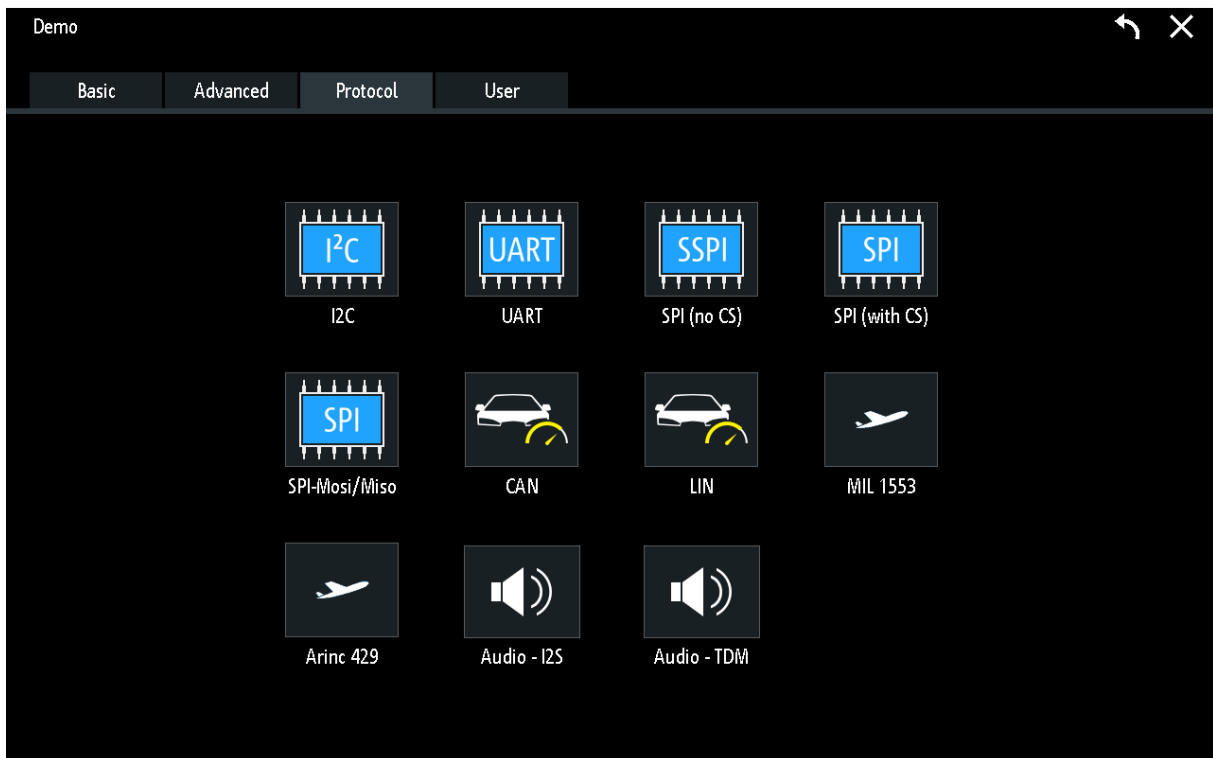 Demo
Basic Advanced Protocol User
I²C UART SSPI SPI
I2C UART SPI (no CS) SPI (with CS)
SPI
SPI-Mosi/Miso CAN LIN MIL 1553
Arinc 429 Audio - I2S Audio - TDM